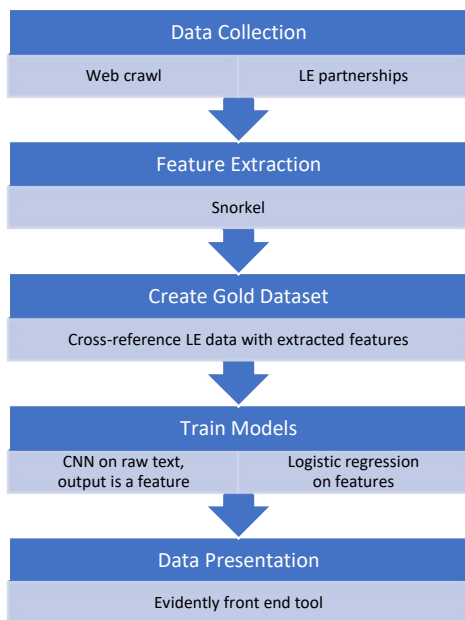 Data Collection
Web crawl
LE partnerships
Feature Extraction
Snorkel
Create Gold Dataset
Cross-reference LE data with extracted features
Train Models
CNN on raw text,
output is a feature
Logistic regression
on features
Data Presentation
Evidently front end tool